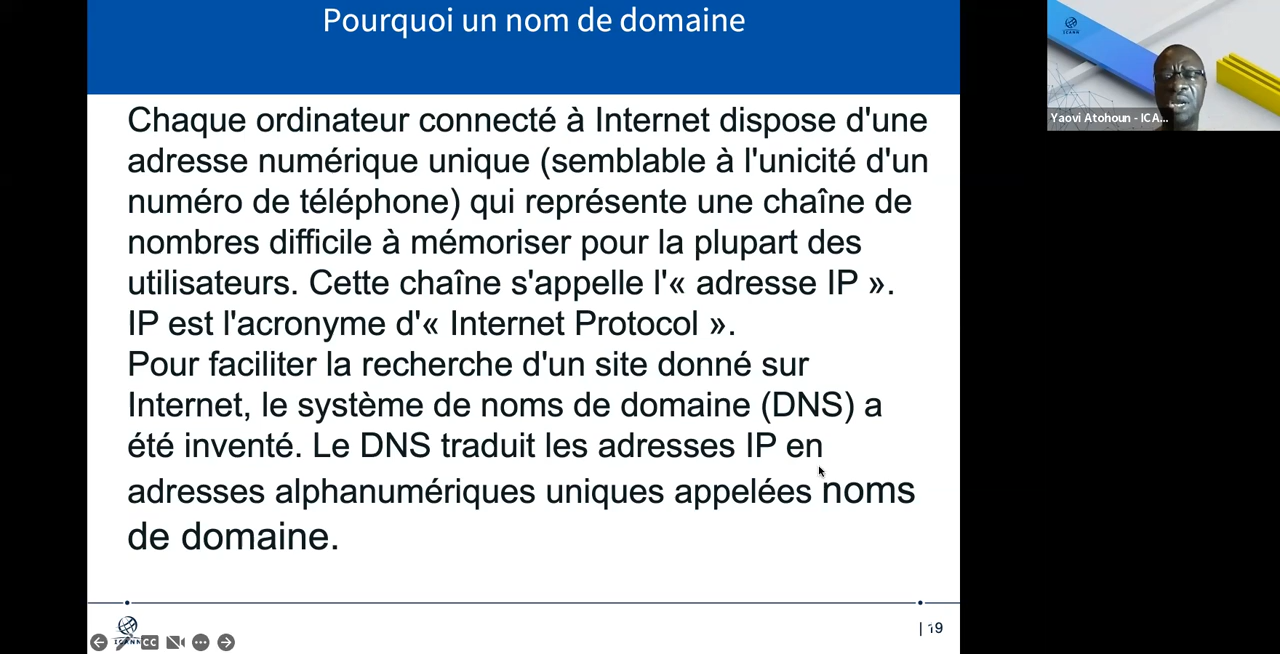 Pourquoi un nom de domaine
Chaque ordinateur connecté à Internet dispose d'une
adresse numérique unique (semblable à l'unicité d'un
numéro de téléphone) qui représente une chaîne de
nombres difficile à mémoriser pour la plupart des
utilisateurs. Cette chaîne s'appelle l'« adresse IP ».
IP est l'acronyme d'« Internet Protocol ».
Pour faciliter la recherche d'un site donné sur
Internet, le système de noms de domaine (DNS) a
été inventé. Le DNS traduit les adresses IP en
adresses alphanumériques uniques appelées noms
de domaine.
ICANN
Yaovi Atohoun - ICA...
ICANN
CC
| 19